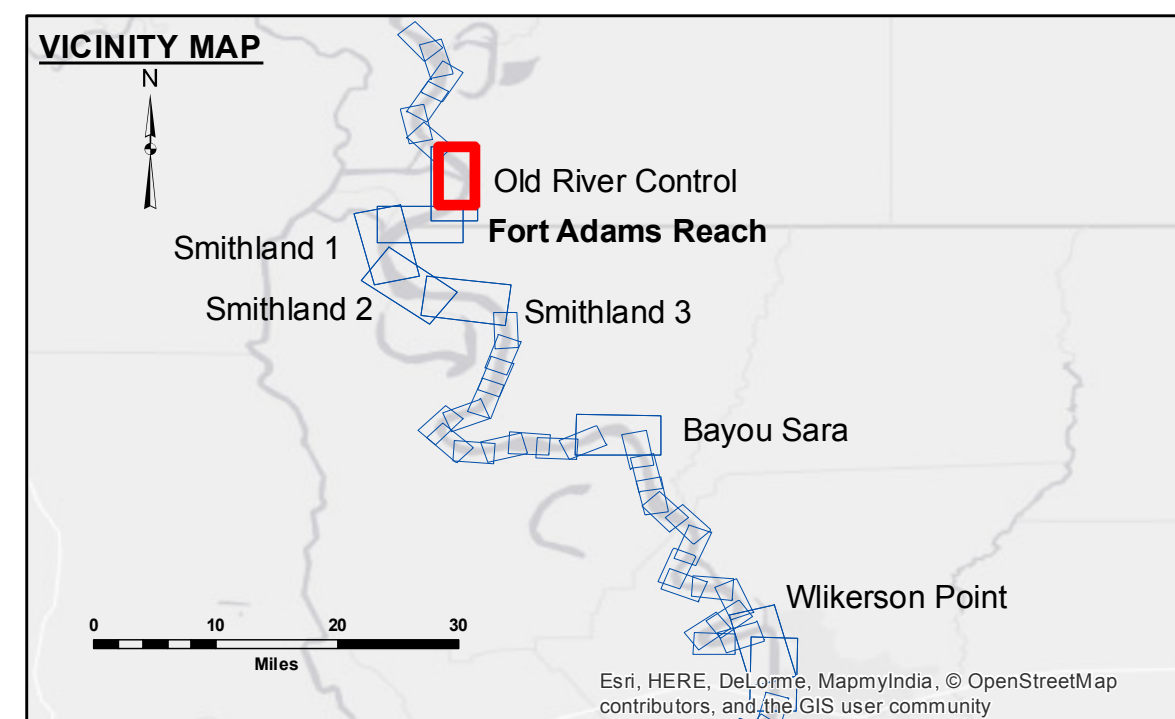 VICINITY MAP
N
Old River Control
Fort Adams Reach
Smithland 1
Smithland 2
Smithland 3
Bayou Sara
Wlikerson Point
0 10 20 30
Miles
Esri, HERE, DeLorme, MapmyIndia, © OpenStreetMap
contributors, and the GIS user community